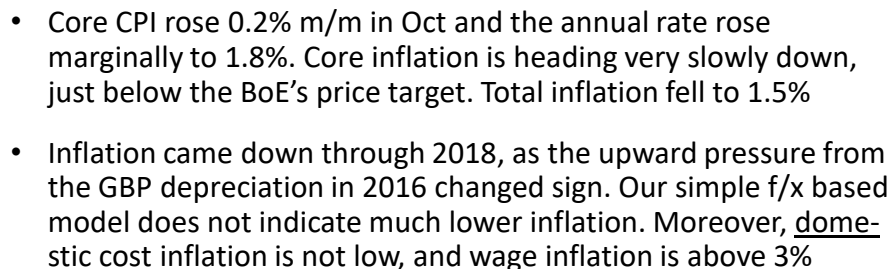 • Core CPI rose 0.2% m/m in Oct and the annual rate rose
marginally to 1.8%. Core inflation is heading very slowly down,
just below the BoE's price target. Total inflation fell to 1.5%
• Inflation came down through 2018, as the upward pressure from
the GBP depreciation in 2016 changed sign. Our simple f/x based
model does not indicate much lower inflation. Moreover, dome-
stic cost inflation is not low, and wage inflation is above 3%